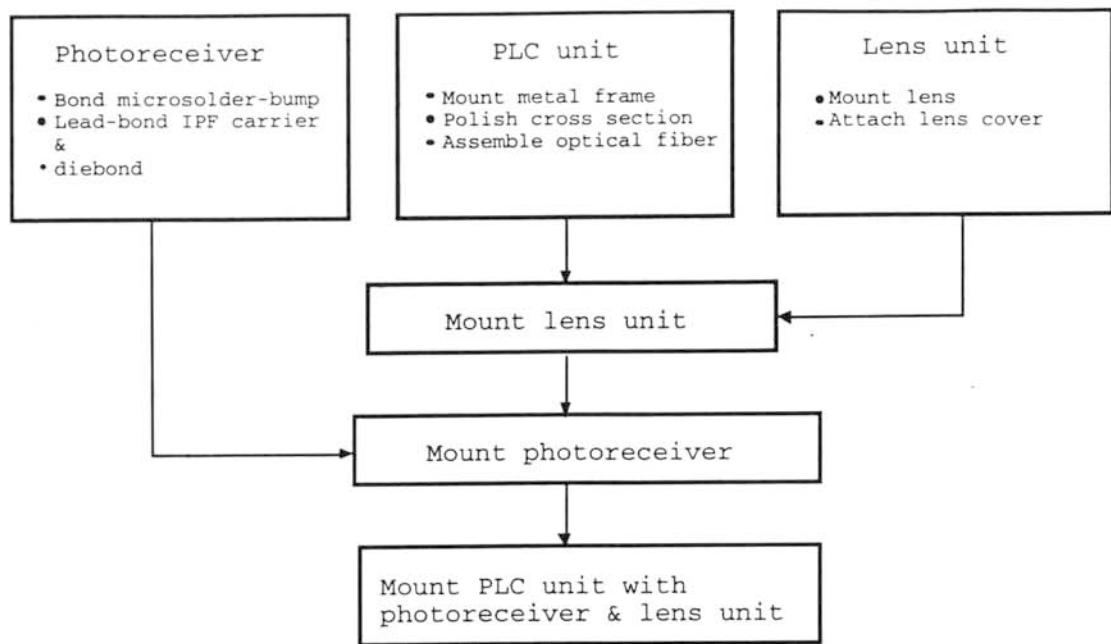 Photoreceiver
• Bond microsolder-bump
• Lead-bond IPF carrier
&
• diebond
PLC unit
• Mount metal frame
• Polish cross section
• Assemble optical fiber
Lens unit
• Mount lens
• Attach lens cover
Mount lens unit
Mount photoreceiver
Mount PLC unit with
photoreceiver & lens unit